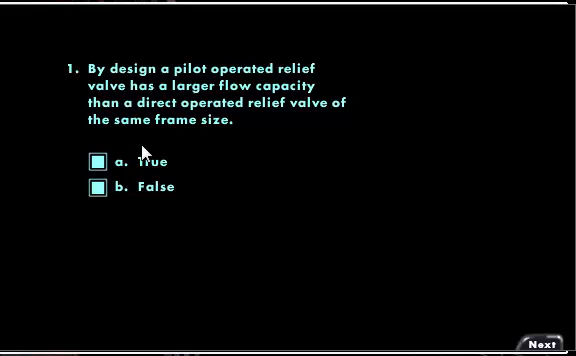 1. By design a pilot operated relief
valve has a larger flow capacity
than a direct operated relief valve of
the same frame size.
a. True
b. False
Next